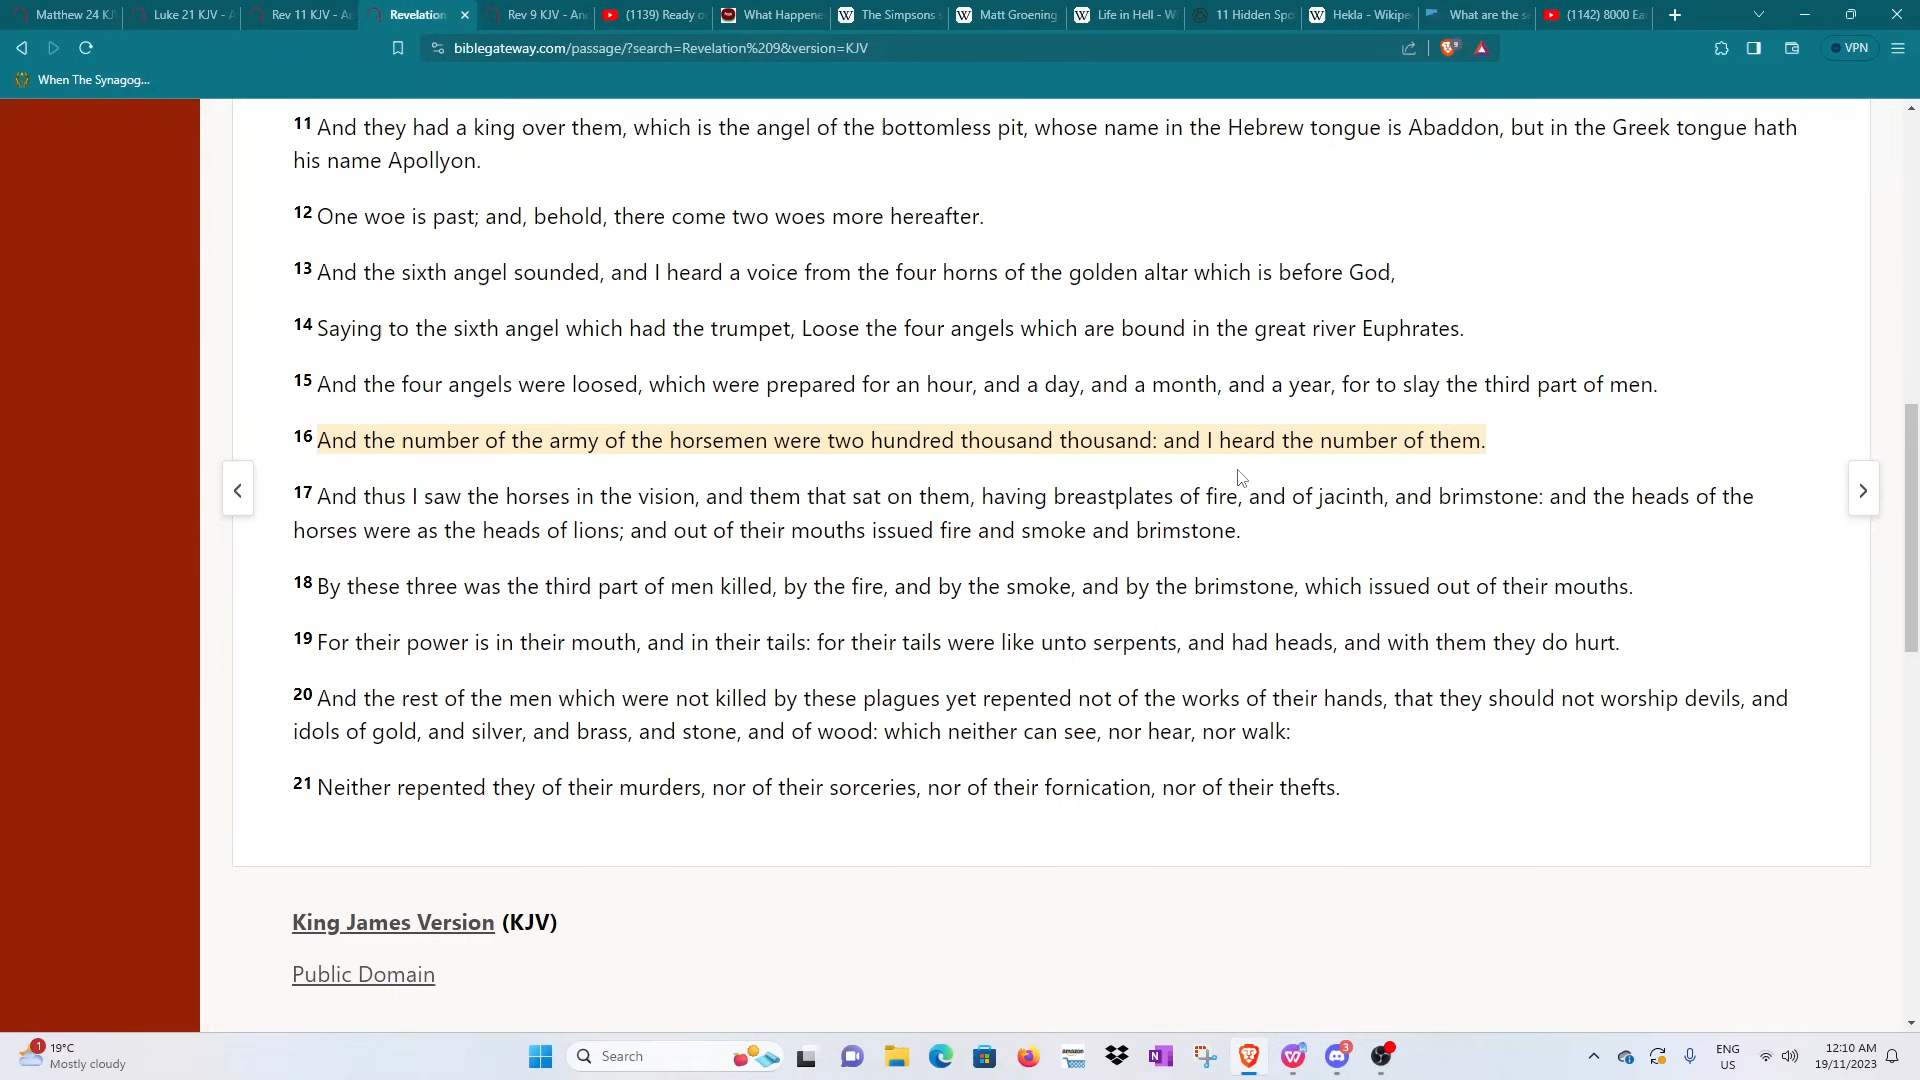 Matthew 24 KJ
Luke 21 KJV - A
Rev 11 KJV - A
Revelation
Rev 9 KJV - An
(1139) Ready o
What Happene
The Simpsons
Matt Groening
Life in Hell - Wi
11 Hidden Spo
Hekla - Wikipe
What are the s
(1142) 8000 Ea
biblegateway.com/passage/?search=Revelation%209&version=KJV
9
VPN
When The Synagog...
11 And they had a king over them, which is the angel of the bottomless pit, whose name in the Hebrew tongue is Abaddon, but in the Greek tongue hath
his name Apollyon.
12 One woe is past; and, behold, there come two woes more hereafter.
13 And the sixth angel sounded, and I heard a voice from the four horns of the golden altar which is before God,
14 Saying to the sixth angel which had the trumpet, Loose the four angels which are bound in the great river Euphrates.
15 And the four angels were loosed, which were prepared for an hour, and a day, and a month, and a year, for to slay the third part of men.
16 And the number of the army of the horsemen were two hundred thousand thousand: and I heard the number of them.
17 And thus I saw the horses in the vision, and them that sat on them, having breastplates of fire, and of jacinth, and brimstone: and the heads of the
horses were as the heads of lions; and out of their mouths issued fire and smoke and brimstone.
18 By these three was the third part of men killed, by the fire, and by the smoke, and by the brimstone, which issued out of their mouths.
19 For their power is in their mouth, and in their tails: for their tails were like unto serpents, and had heads, and with them they do hurt.
20 And the rest of the men which were not killed by these plagues yet repented not of the works of their hands, that they should not worship devils, and
idols of gold, and silver, and brass, and stone, and of wood: which neither can see, nor hear, nor walk:
21 Neither repented they of their murders, nor of their sorceries, nor of their fornication, nor of their thefts.
King James Version (KJV)
Public Domain
1
19°C
Mostly cloudy
Search
amazon
3
ENG
US
12:10 AM
19/11/2023